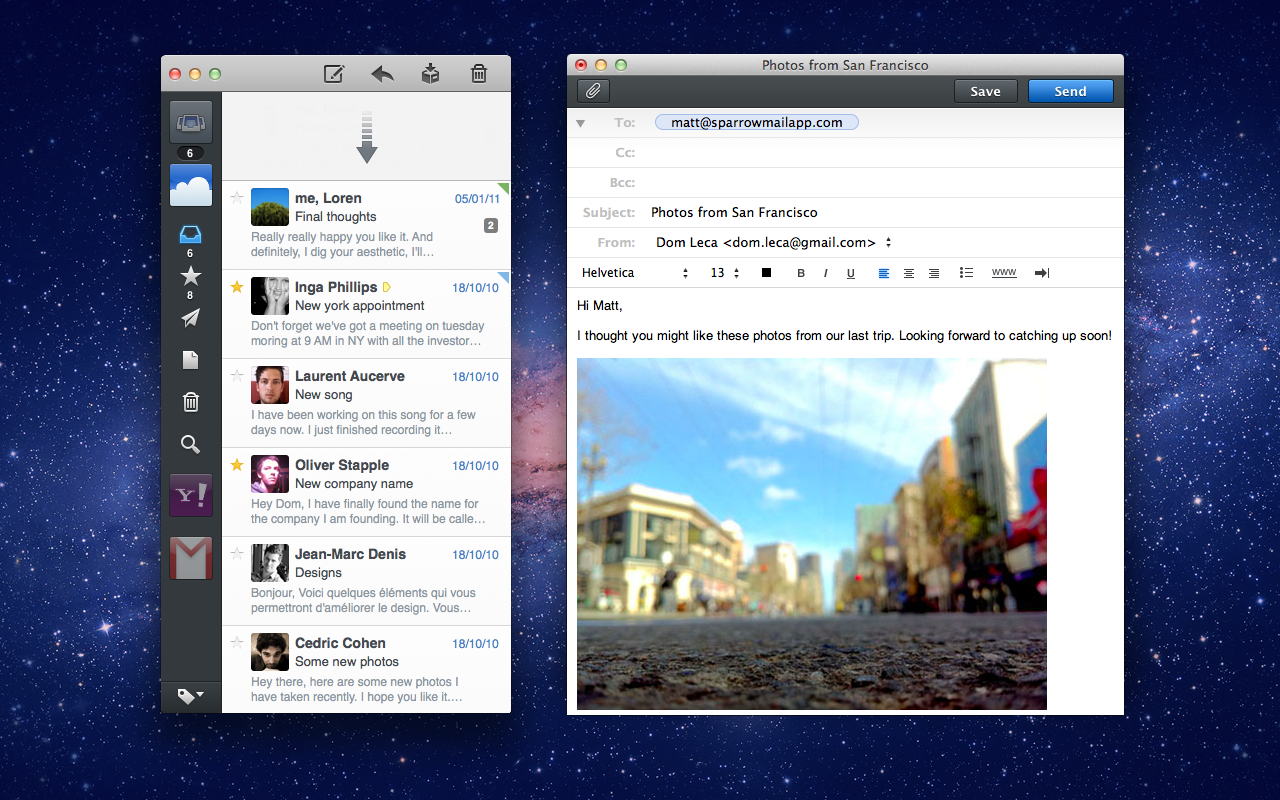 6
6
8
Y!
me, Loren
05/01/11
Final thoughts
2
Really really happy you like it. And
definitely, I dig your aesthetic, I'll…
Inga Phillips
18/10/10
New york appointment
Don't forget we've got a meeting on tuesday
moring at 9 AM in NY with all the investor…
Laurent Aucerve
18/10/10
New song
I have been working on this song for a few
days now. I just finished recording it…
Oliver Stapple
18/10/10
New company name
Hey Dom, I have finally found the name for
the company I am founding. It will be calle…
Jean-Marc Denis
18/10/10
Designs
Bonjour, Voici quelques éléments qui vous
permettront d'améliorer le design. Vous…
Cedric Cohen
18/10/10
Some new photos
Hey there, here are some new photos I
have taken recently. I hope you like it.…
Photos from San Francisco
Save
Send
To: matt@sparrowmailapp.com
Cc:
Bcc:
Subject: Photos from San Francisco
From: Dom Leca <dom.leca@gmail.com>
Helvetica 13 B I U www
Hi Matt,
I thought you might like these photos from our last trip. Looking forward to catching up soon!